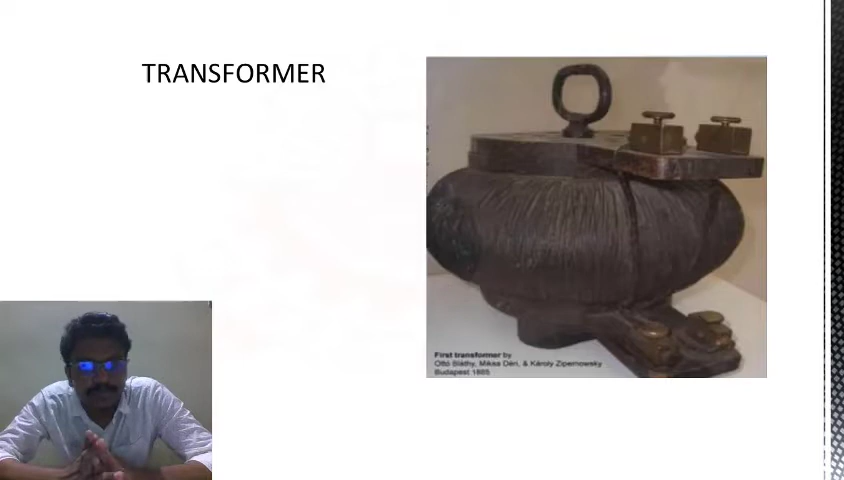 TRANSFORMER
First transformer by
Ottó Bláthy, Miksa Déri, & Károly Zipernowsky
Budapest 1885